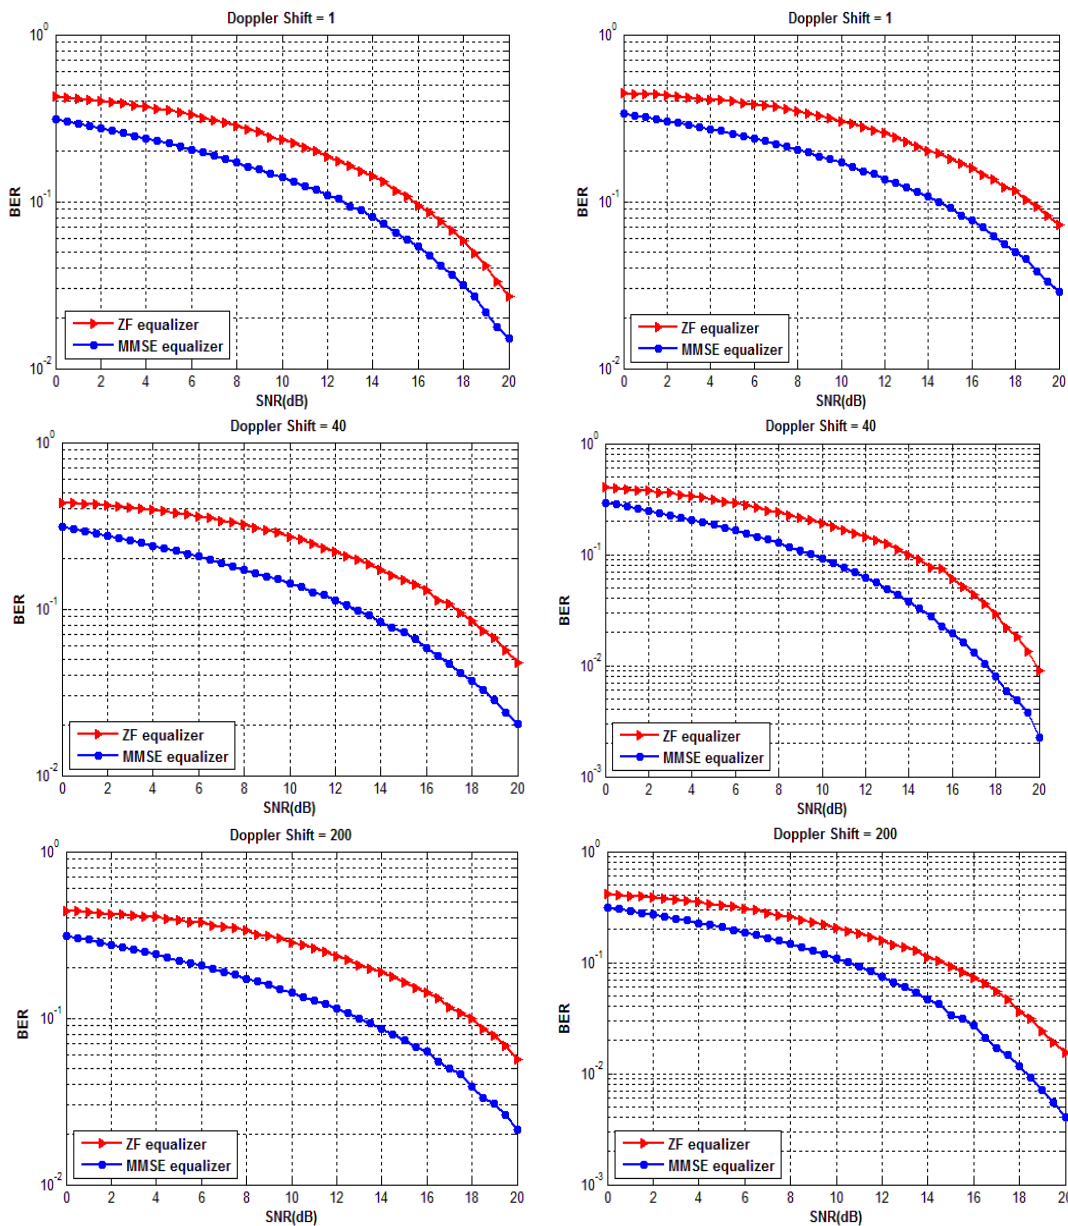 Doppler Shift = 1
10^0
10^-1
10^-2
BER
ZF equalizer
MMSE equalizer
0 2 4 6 8 10 12 14 16 18 20
SNR(dB)
Doppler Shift = 1
10^0
10^-1
10^-2
BER
ZF equalizer
MMSE equalizer
0 2 4 6 8 10 12 14 16 18 20
SNR(dB)
Doppler Shift = 40
10^0
10^-1
10^-2
BER
ZF equalizer
MMSE equalizer
0 2 4 6 8 10 12 14 16 18 20
SNR(dB)
Doppler Shift = 40
10^0
10^-1
10^-2
10^-3
BER
ZF equalizer
MMSE equalizer
0 2 4 6 8 10 12 14 16 18 20
SNR(dB)
Doppler Shift = 200
10^0
10^-1
10^-2
BER
ZF equalizer
MMSE equalizer
0 2 4 6 8 10 12 14 16 18 20
SNR(dB)
Doppler Shift = 200
10^0
10^-1
10^-2
10^-3
BER
ZF equalizer
MMSE equalizer
0 2 4 6 8 10 12 14 16 18 20
SNR(dB)